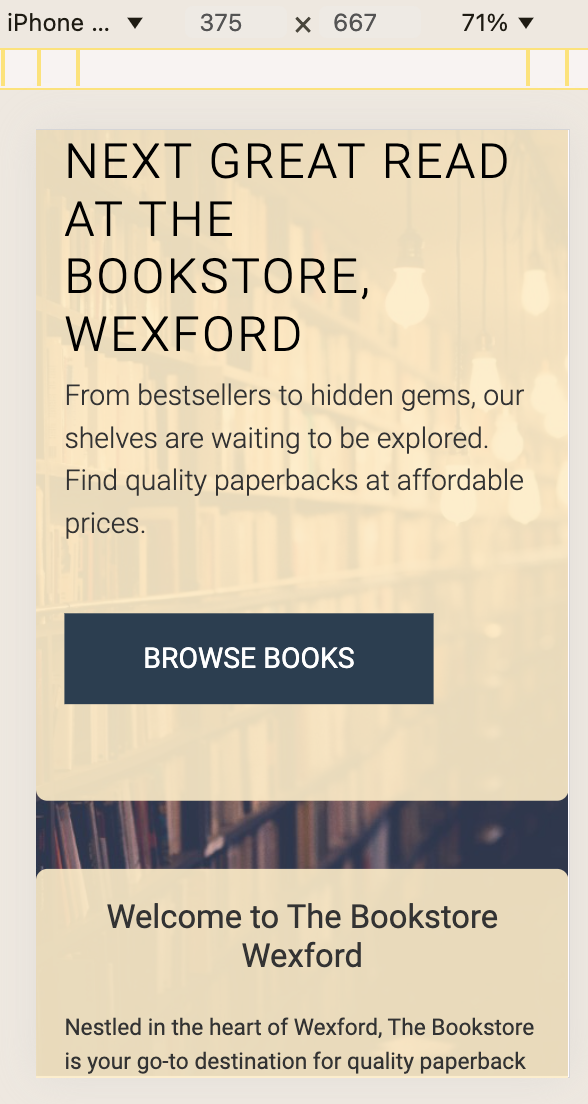 iPhone ... ▼ 375 × 667 71% ▼
NEXT GREAT READ
AT THE
BOOKSTORE,
WEXFORD
From bestsellers to hidden gems, our
shelves are waiting to be explored.
Find quality paperbacks at affordable
prices.
BROWSE BOOKS
Welcome to The Bookstore
Wexford
Nestled in the heart of Wexford, The Bookstore
is your go-to destination for quality paperback